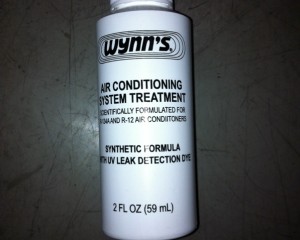 WYNN'S
AIR CONDITIONING
SYSTEM TREATMENT
SCIENTIFICALLY FORMULATED FOR
AND R-12 AIR CONDITIONERS
SYNTHETIC FORMULA
WITH UV LEAK DETECTION DYE
2 FL OZ (59 mL)